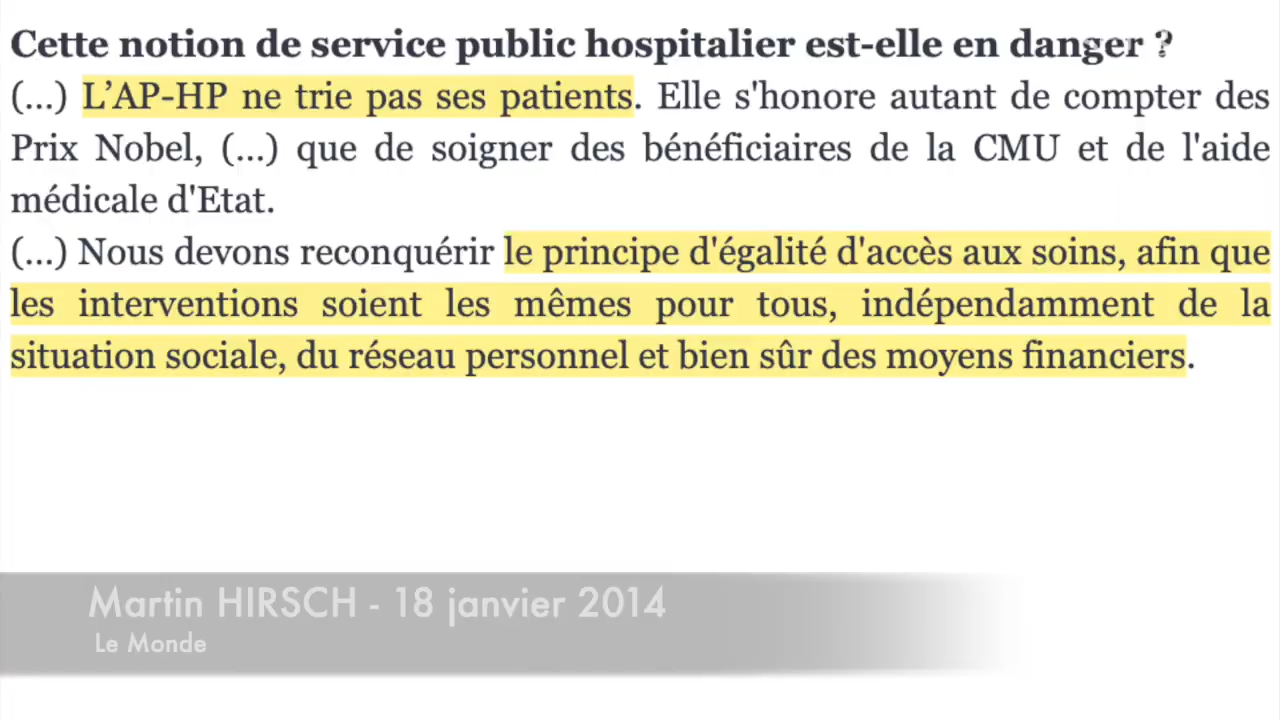 Cette notion de service public hospitalier est-elle en danger ?
(...) L’AP-HP ne trie pas ses patients. Elle s'honore autant de compter des
Prix Nobel, (...) que de soigner des bénéficiaires de la CMU et de l'aide
médicale d'Etat.
(...) Nous devons reconquérir le principe d'égalité d'accès aux soins, afin que
les interventions soient les mêmes pour tous, indépendamment de la
situation sociale, du réseau personnel et bien sûr des moyens financiers.
Martin HIRSCH - 18 janvier 2014
Le Monde